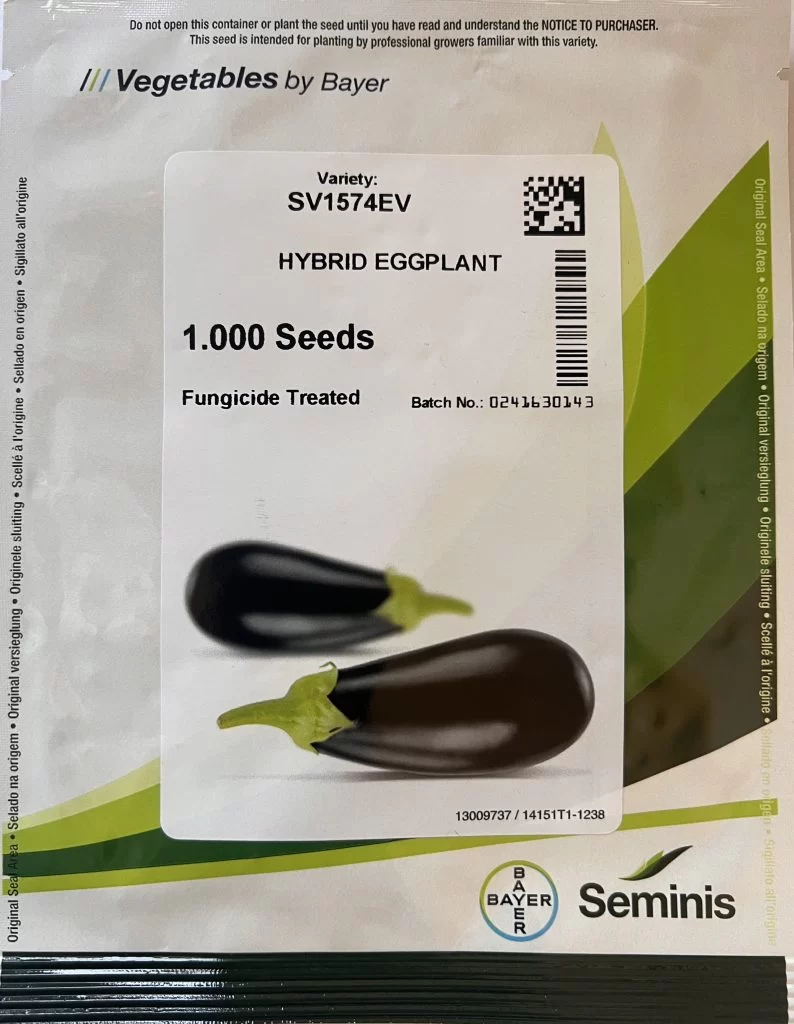 Do not open this container or plant the seed until you have read and understand the NOTICE TO PURCHASER.
This seed is intended for planting by professional growers familiar with this variety.
/// Vegetables by Bayer
Variety:
SV1574EV
HYBRID EGGPLANT
1.000 Seeds
Fungicide Treated
Batch No.: 0241630143
13009737 / 14151T1-1238
BAYER
BAYER
Seminis
Original Seal Area • Selado na origem • Original versieglung • Originele sluiting • Scellé à l'origine • Sellado en origen • Sigillato all'origine
Original Seal Area • Selado na origem • Original versieglung • Originele sluiting • Scellé à l'origine • Sellado en origen • Sigillato all'origine